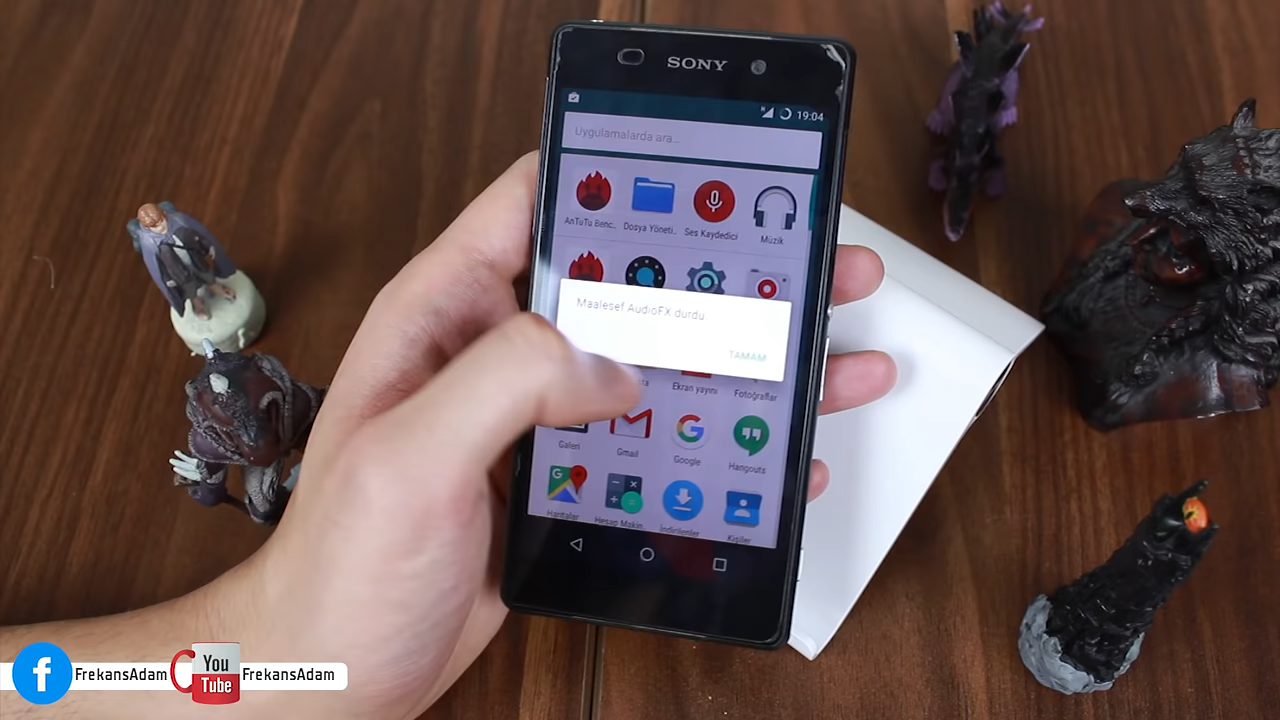 SONY
19:04
Uygulamalarda ara...
AnTuTu Benc..
Dosya Yöneti..
Ses Kaydedici
Müzik
Maalesef AudioFX durdu
TAMAM
Ekran yayını
Fotoğraflar
Galeri
Gmail
Google
Hangouts
Haritalar
Hesap Makin..
İndirilenler
Kişiler
FrekansAdam
You
Tube
FrekansAdam